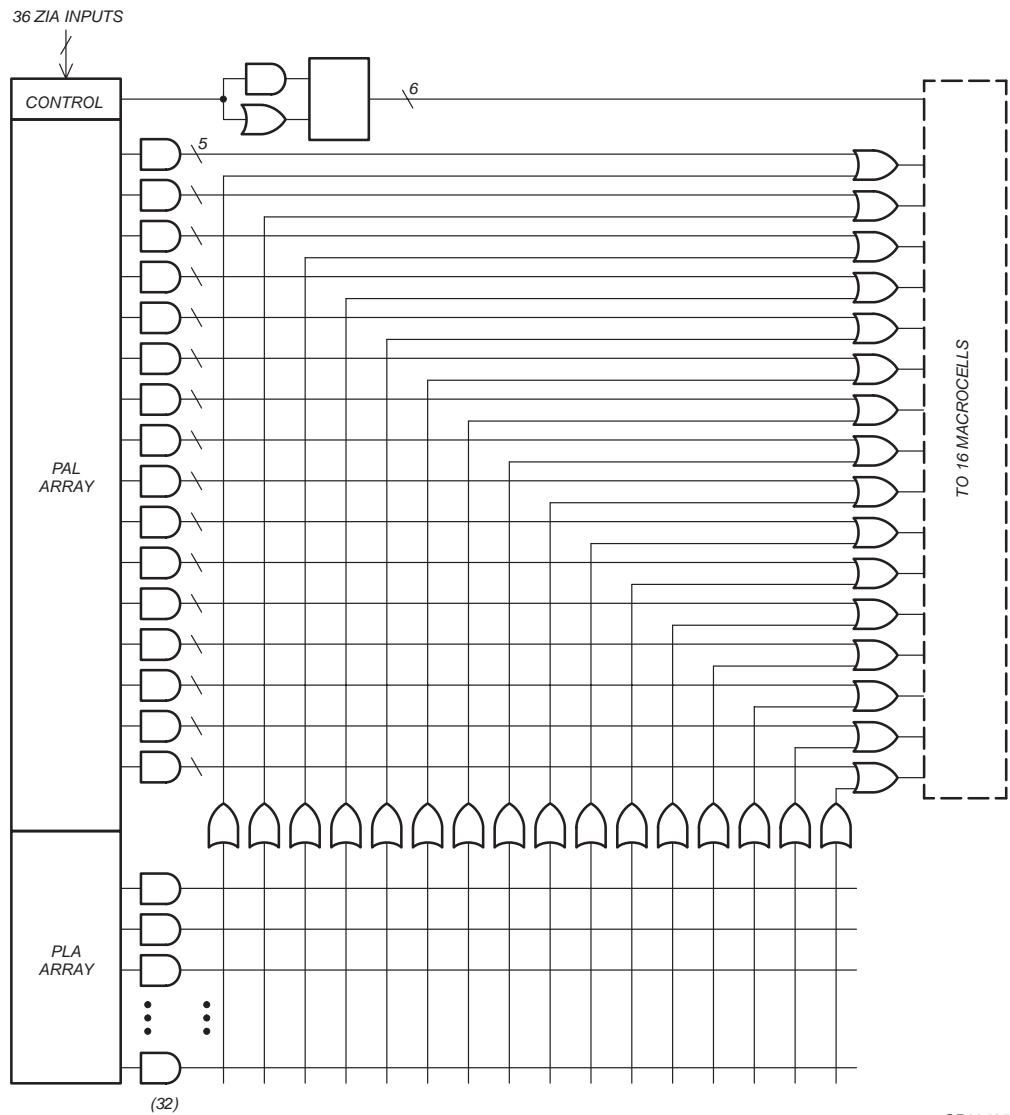 36 ZIA INPUTS
CONTROL
6
5
PAL
ARRAY
TO 16 MACROCELLS
PLA
ARRAY
(32)